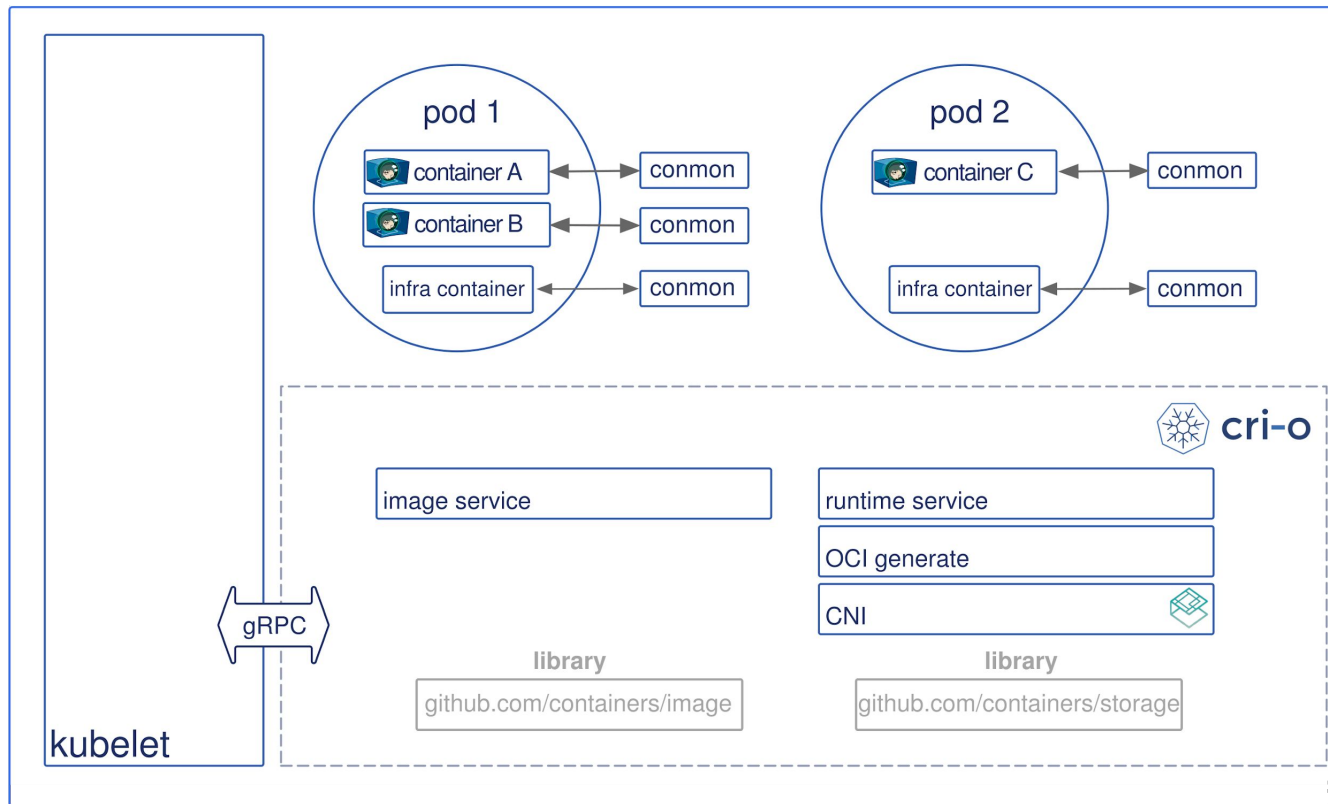 pod 1
container A
conmon
container B
conmon
infra container
conmon
pod 2
container C
conmon
infra container
conmon
cri-o
image service
runtime service
OCI generate
CNI
gRPC
library
github.com/containers/image
library
github.com/containers/storage
kubelet